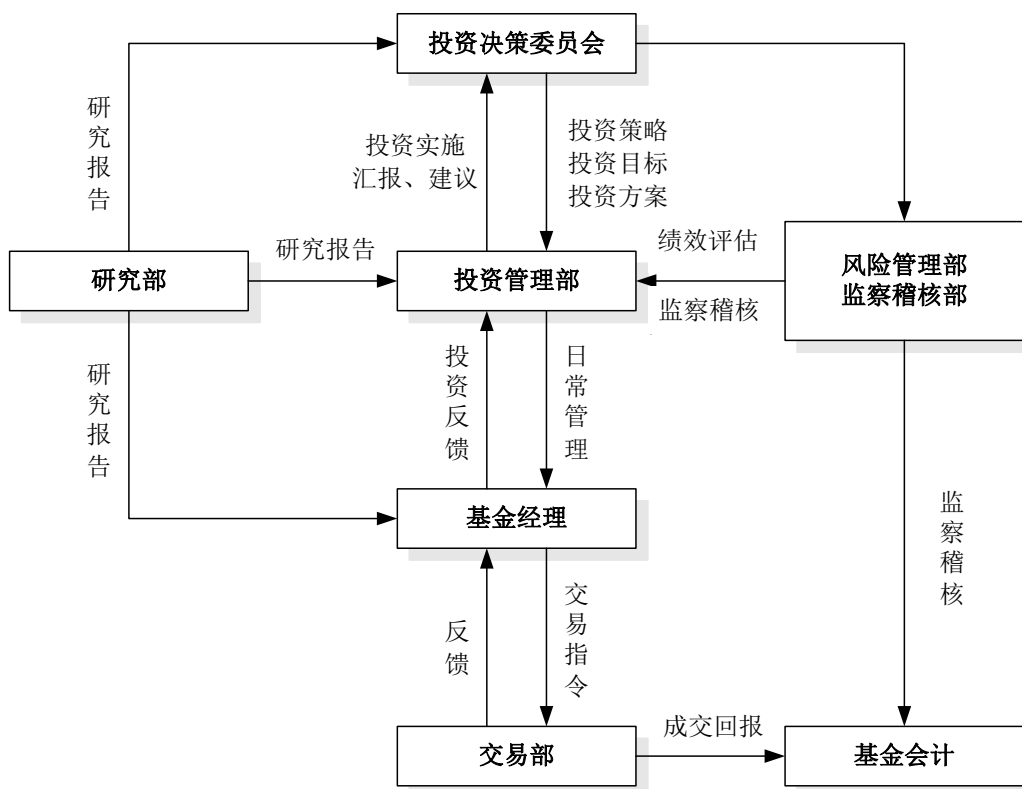 投资决策委员会
研究报告
投资实施
汇报、建议
投资策略
投资目标
投资方案
研究部
研究报告
投资管理部
绩效评估
监察稽核
风险管理部
监察稽核部
研究报告
投资反馈
日常管理
基金经理
监察稽核
反馈
交易指令
交易部
成交回报
基金会计